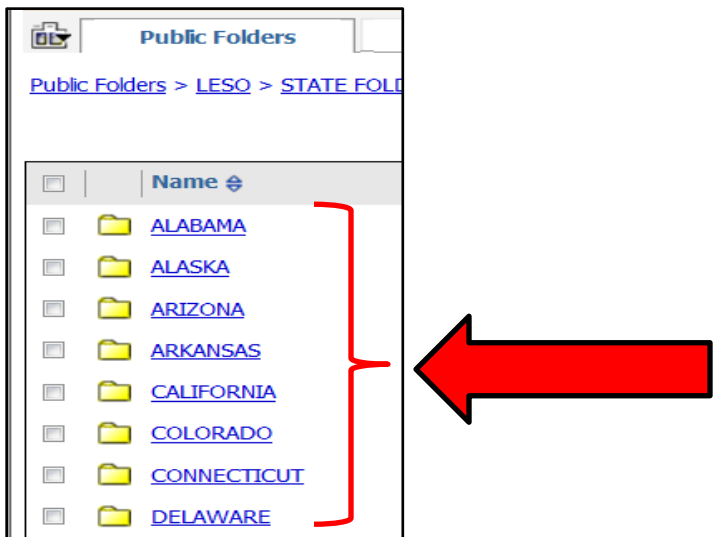 Public Folders
Public Folders > LESO > STATE FOLD
Name
ALABAMA
ALASKA
ARIZONA
ARKANSAS
CALIFORNIA
COLORADO
CONNECTICUT
DELAWARE